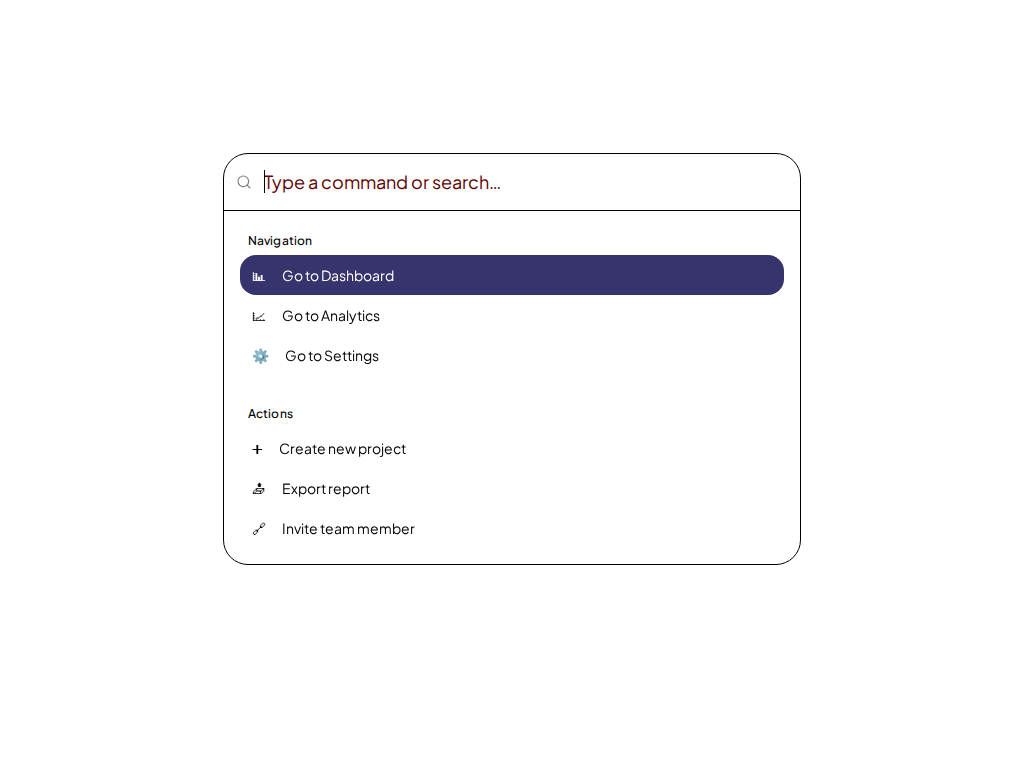 Type a command or search...
Navigation
Go to Dashboard
Go to Analytics
Go to Settings
Actions
Create new project
Export report
Invite team member